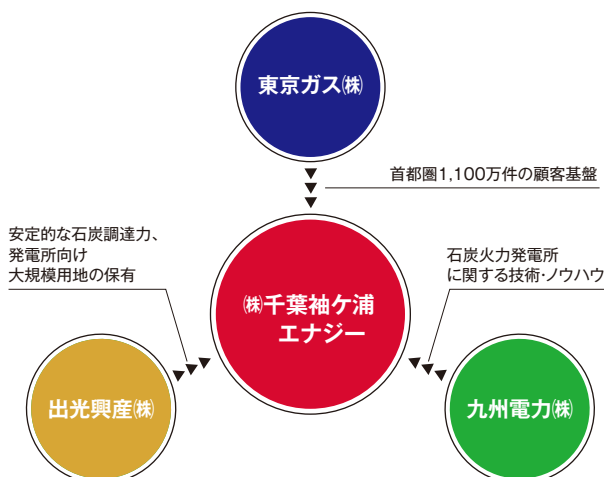 東京ガス㈱
首都圏1,100万件の顧客基盤
安定的な石炭調達力、
発電所向け
大規模用地の保有
石炭火力発電所
に関する技術・ノウハウ
㈱千葉袖ケ浦
エナジー
出光興産㈱
九州電力㈱